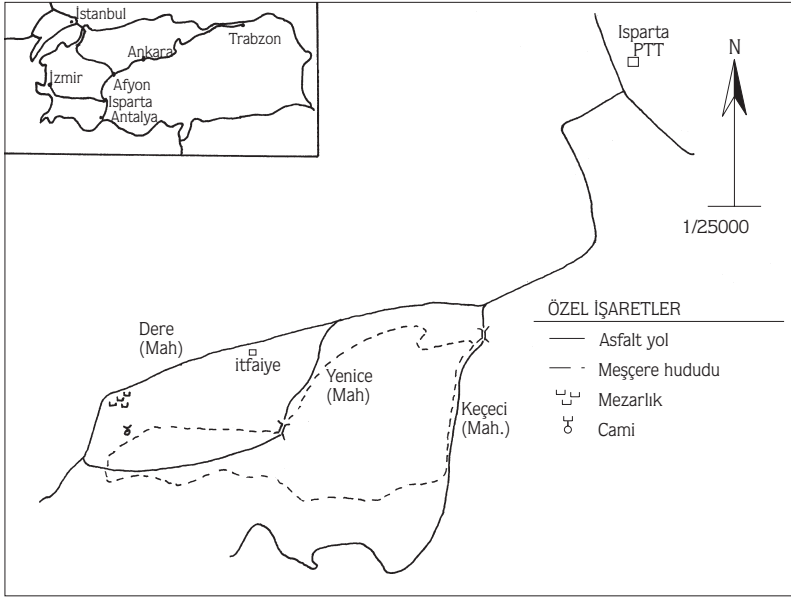 İstanbul
Trabzon
Ankara
İzmir
Afyon
Isparta
Antalya
Isparta
PTT
N
1/25000
ÖZEL İŞARETLER
Asfalt yol
Meşçere hududu
Mezarlık
Cami
Dere
(Mah)
itfaiye
Yenice
(Mah)
Keçeci
(Mah.)